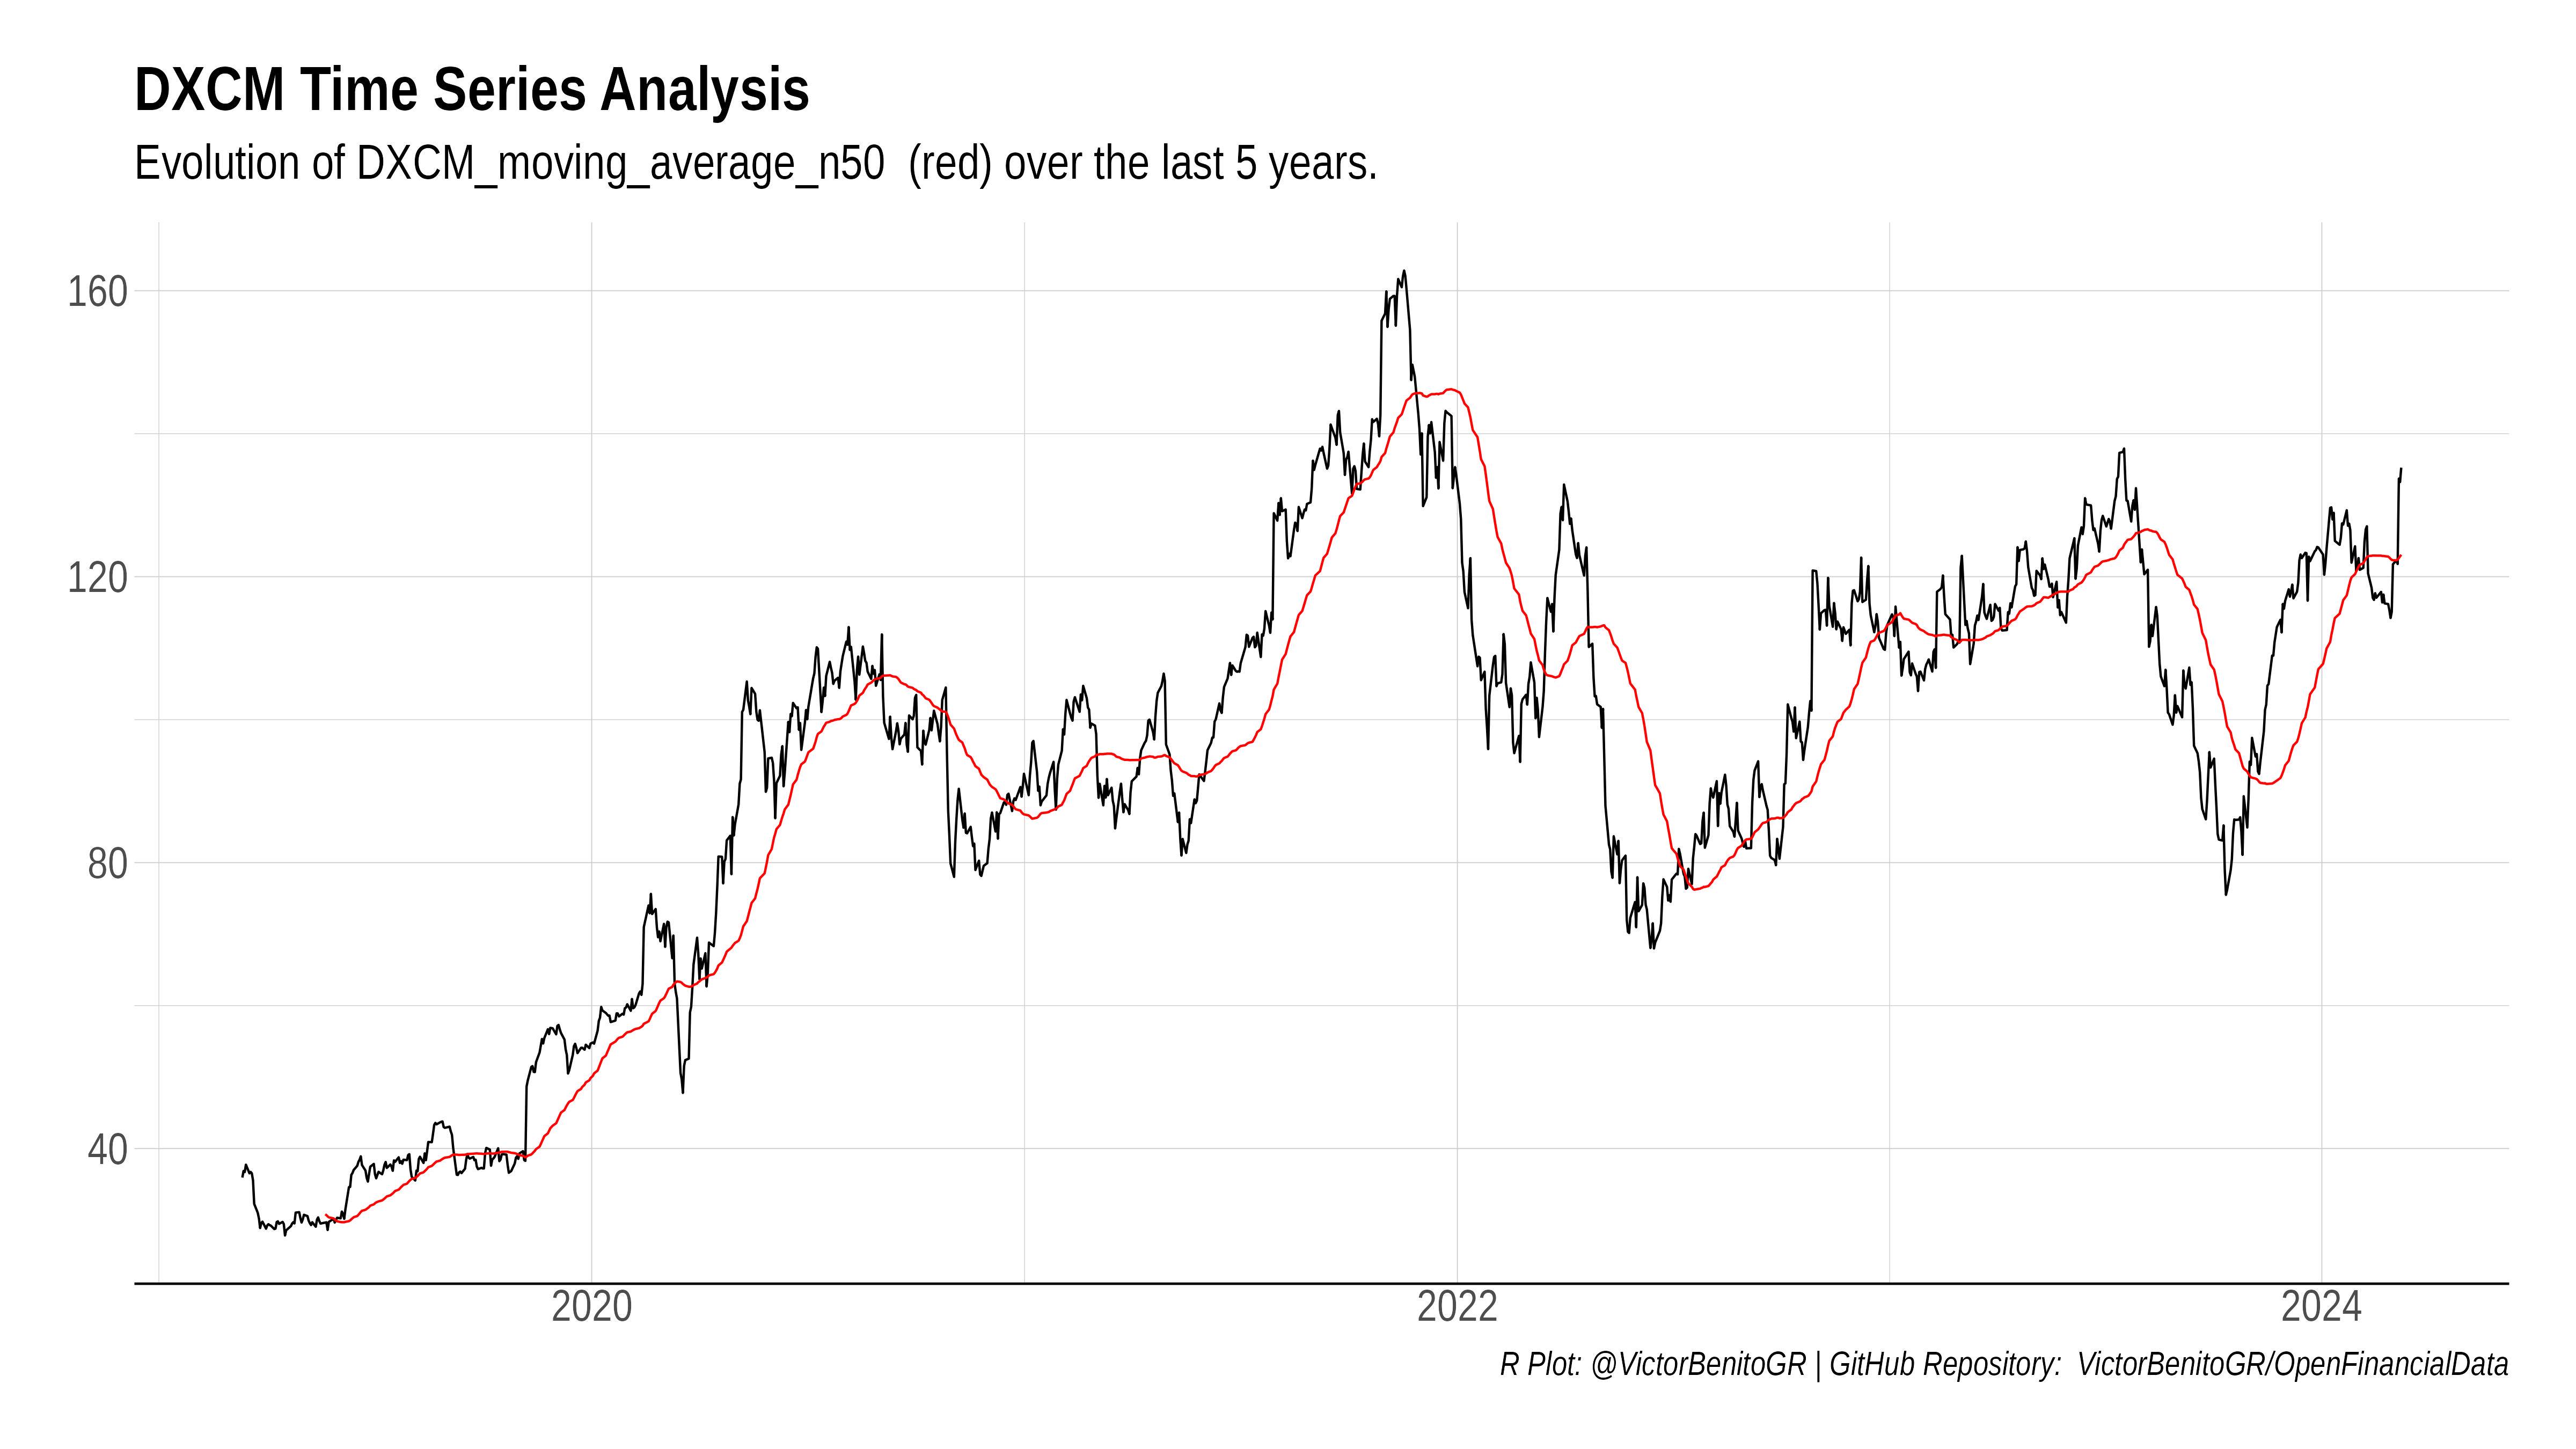 DXCM Time Series Analysis
Evolution of DXCM_moving_average_n50  (red) over the last 5 years.
160
120
80
40
2020 2022 2024
R Plot: @VictorBenitoGR | GitHub Repository:  VictorBenitoGR/OpenFinancialData